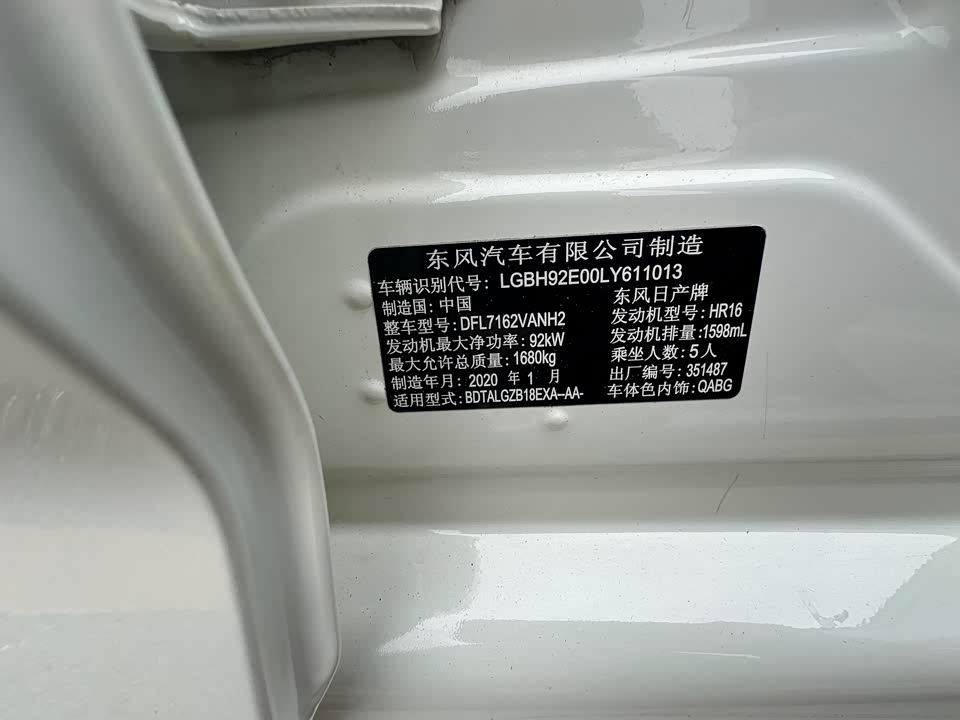 东风汽车有限公司制造
车辆识别代号: LGBH92E00LY611013
制造国: 中国 东风日产牌
整车型号: DFL7162VANH2 发动机型号: HR16
发动机最大净功率: 92kW 发动机排量: 1598mL
最大允许总质量: 1680kg 乘坐人数: 5人
制造年月: 2020 年 1 月 出厂编号: 351487
适用型式: BDTALGZB18EXA--AA- 车体色内饰: QABG